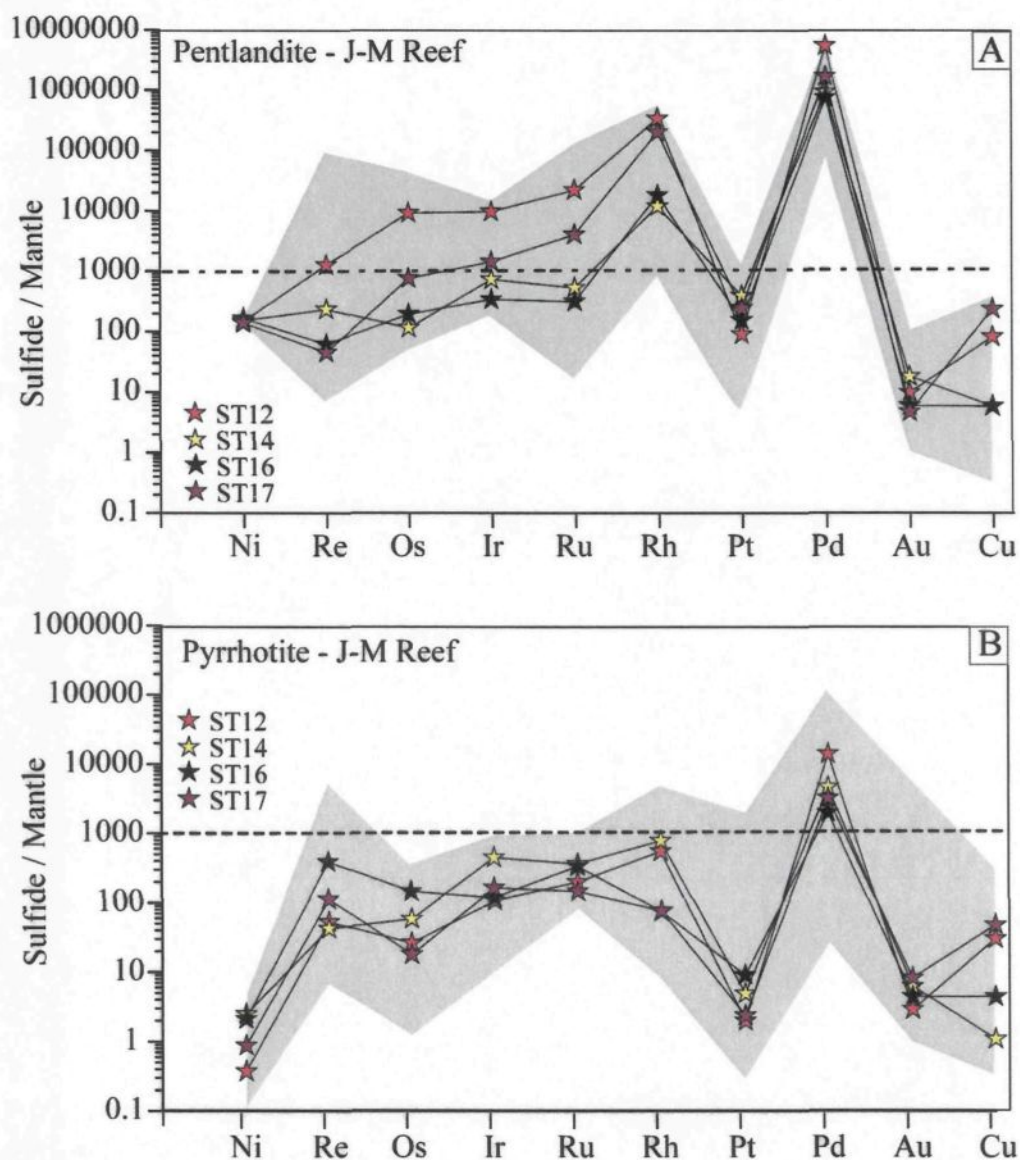 10000000
Pentlandite - J-M Reef
A
1000000
100000
10000
1000
100
10
1
0.1
Sulfide / Mantle
ST12
ST14
ST16
ST17
Ni Re Os Ir Ru Rh Pt Pd Au Cu
1000000
Pyrrhotite - J-M Reef
B
100000
10000
1000
100
10
1
0.1
Sulfide / Mantle
ST12
ST14
ST16
ST17
Ni Re Os Ir Ru Rh Pt Pd Au Cu